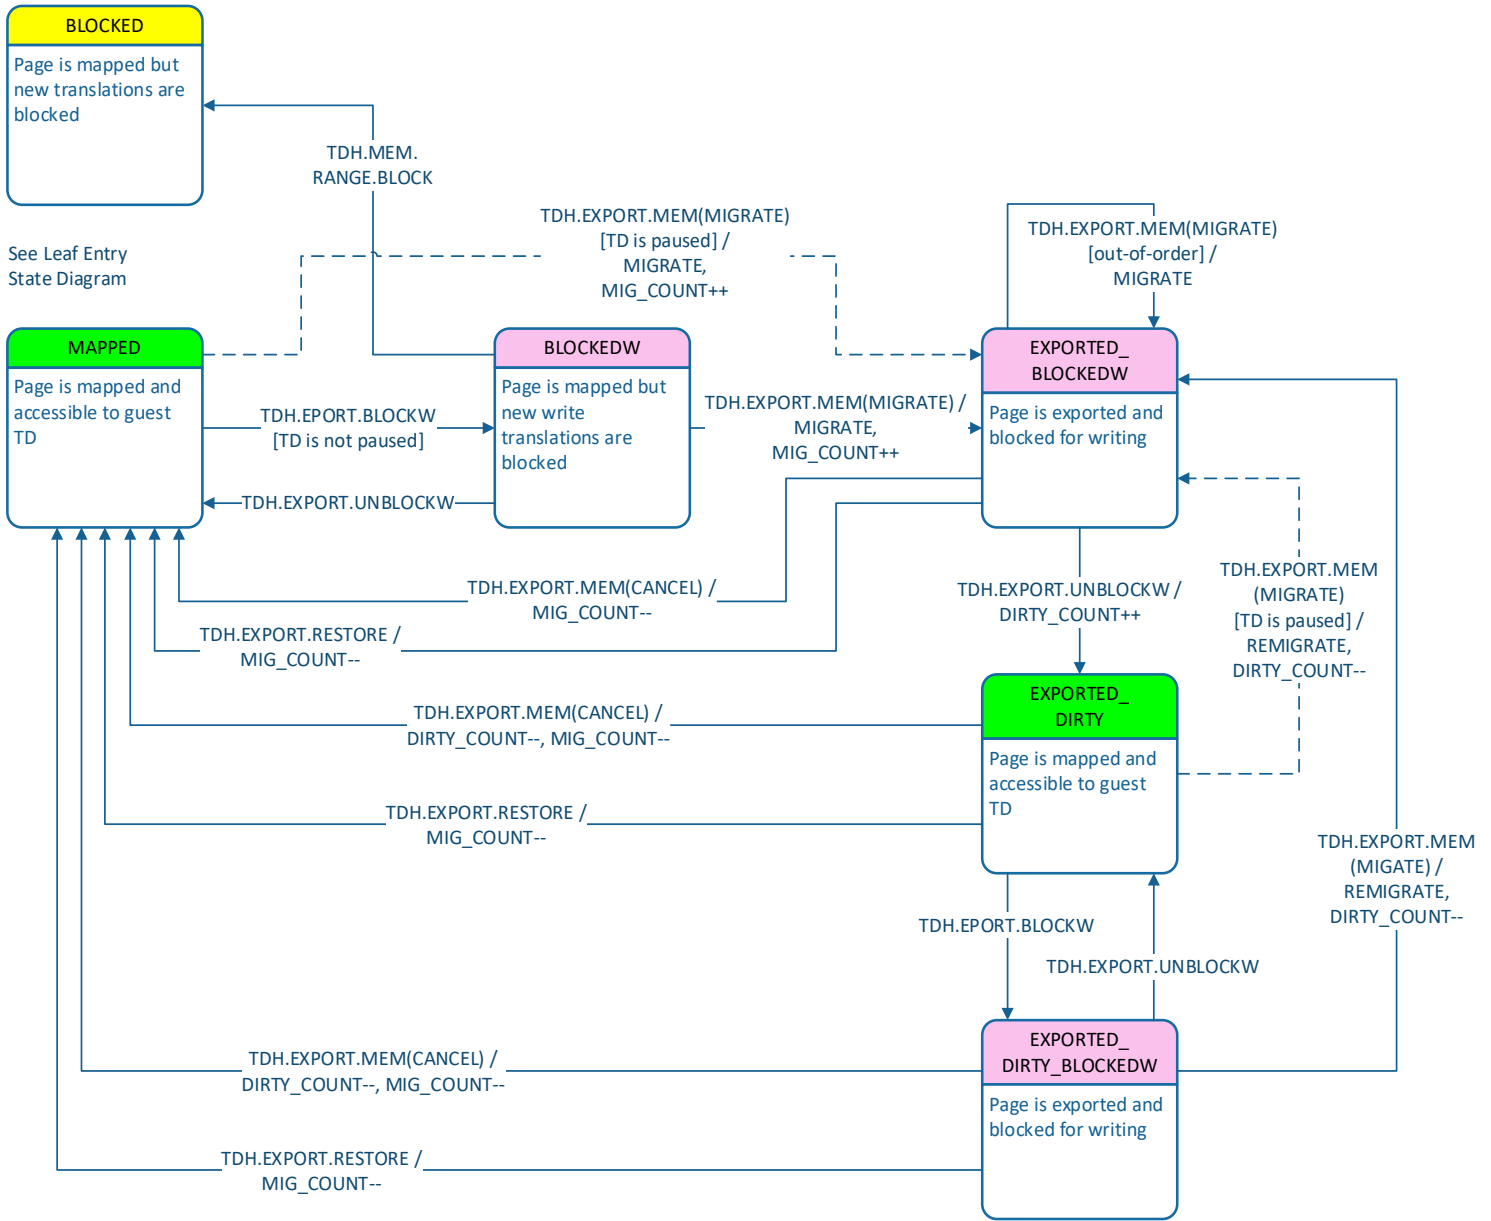 BLOCKED
Page is mapped but
new translations are
blocked
TDH.MEM.
RANGE.BLOCK
See Leaf Entry
State Diagram
TDH.EXPORT.MEM(MIGRATE)
[TD is paused] /
MIGRATE,
MIG_COUNT++
TDH.EXPORT.MEM(MIGRATE)
[out-of-order] /
MIGRATE
MAPPED
Page is mapped and
accessible to guest
TD
TDH.EPORT.BLOCKW
[TD is not paused]
TDH.EXPORT.UNBLOCKW
BLOCKEDW
Page is mapped but
new write
translations are
blocked
TDH.EXPORT.MEM(MIGRATE) /
MIGRATE,
MIG_COUNT++
EXPORTED_
BLOCKEDW
Page is exported and
blocked for writing
TDH.EXPORT.MEM(CANCEL) /
MIG_COUNT--
TDH.EXPORT.RESTORE /
MIG_COUNT--
TDH.EXPORT.UNBLOCKW /
DIRTY_COUNT++
TDH.EXPORT.MEM
(MIGRATE)
[TD is paused] /
REMIGRATE,
DIRTY_COUNT--
TDH.EXPORT.MEM(CANCEL) /
DIRTY_COUNT--, MIG_COUNT--
EXPORTED_
DIRTY
Page is mapped and
accessible to guest
TD
TDH.EXPORT.RESTORE /
MIG_COUNT--
TDH.EXPORT.MEM
(MIGATE) /
REMIGRATE,
DIRTY_COUNT--
TDH.EPORT.BLOCKW
TDH.EXPORT.UNBLOCKW
TDH.EXPORT.MEM(CANCEL) /
DIRTY_COUNT--, MIG_COUNT--
EXPORTED_
DIRTY_BLOCKEDW
Page is exported and
blocked for writing
TDH.EXPORT.RESTORE /
MIG_COUNT--